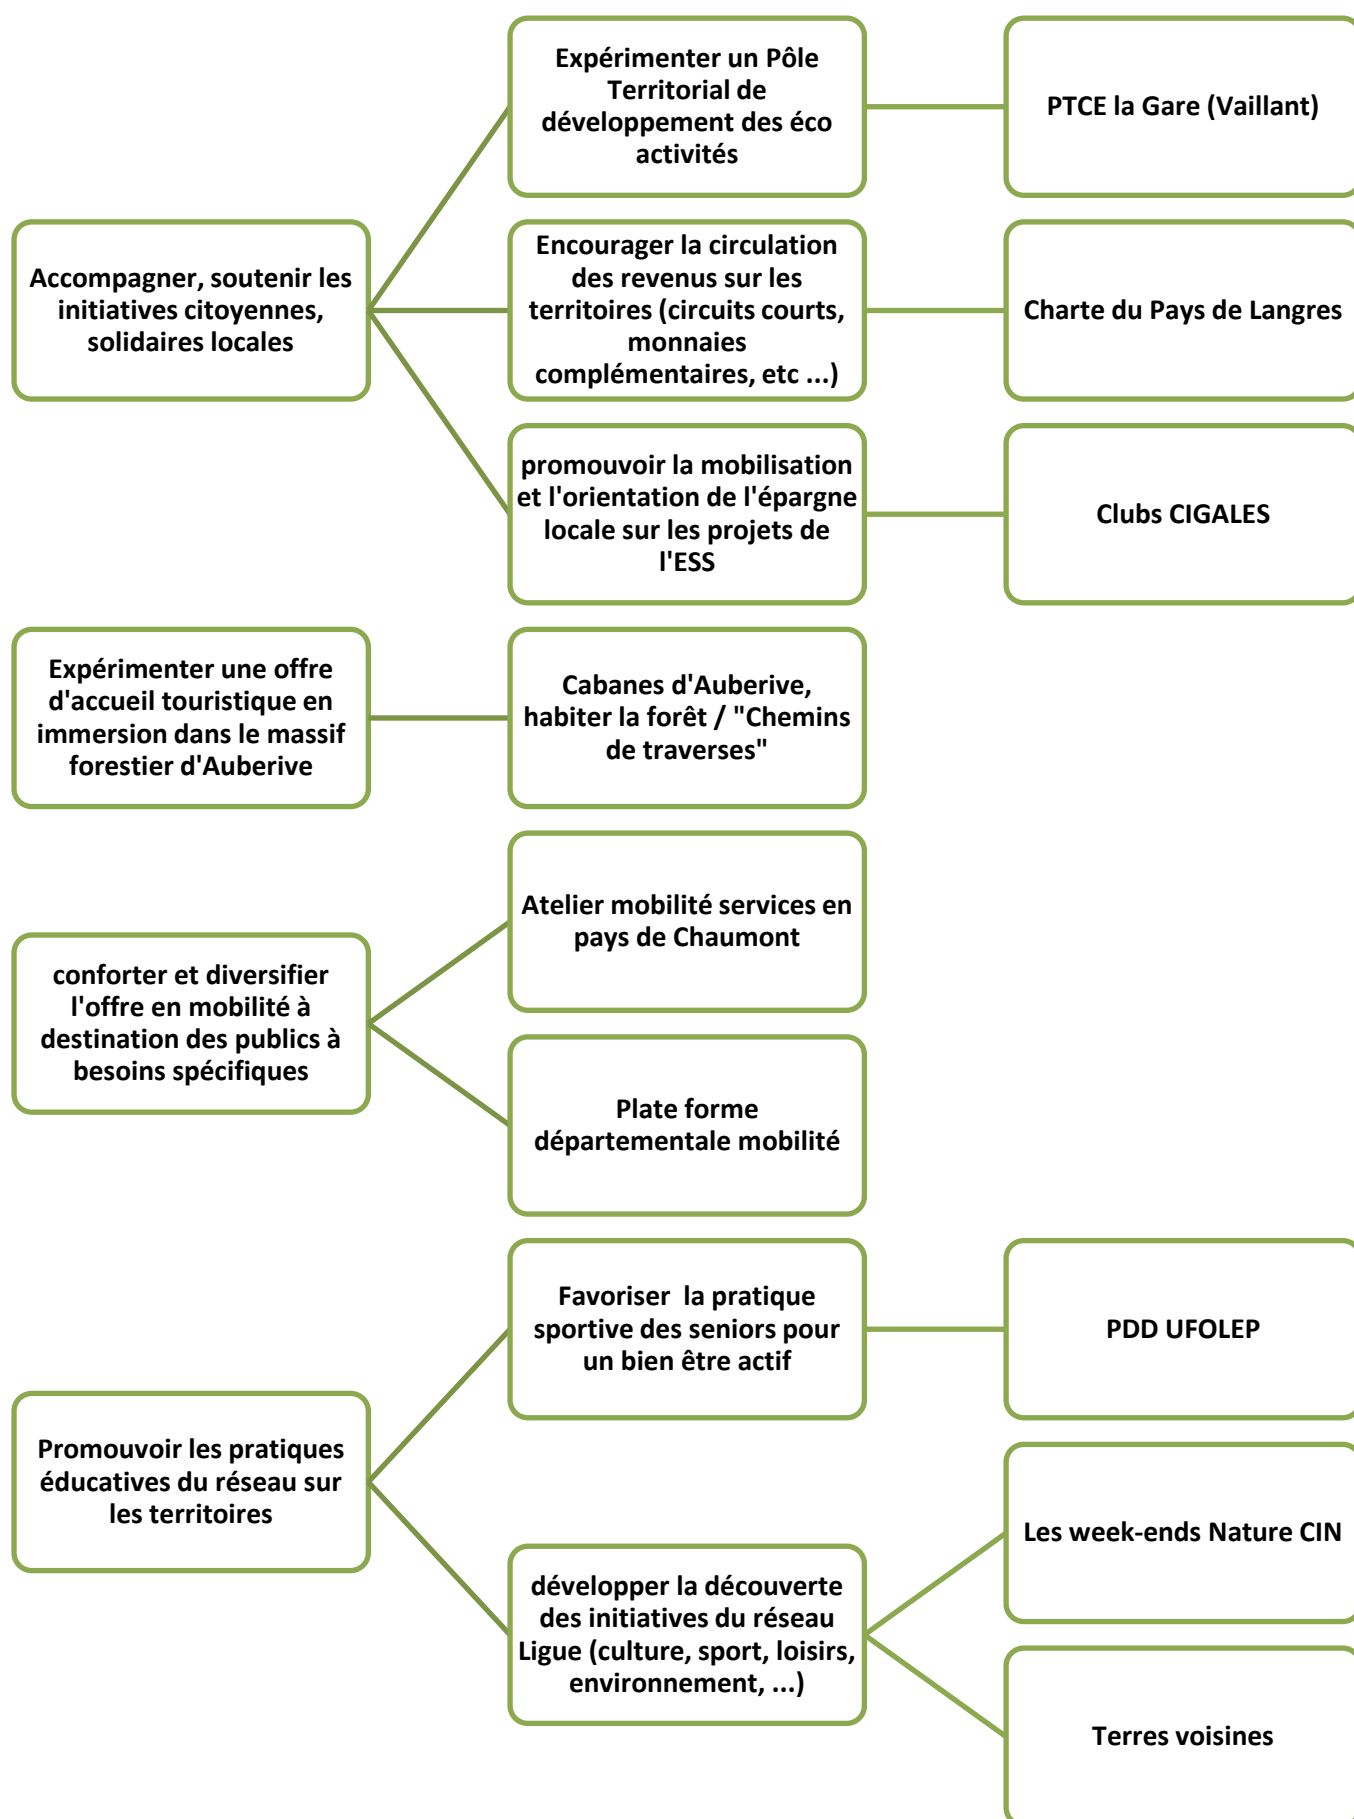 Accompagner, soutenir les
initiatives citoyennes,
solidaires locales
Expérimenter un Pôle
Territorial de
développement des éco
activités
PTCE la Gare (Vaillant)
Encourager la circulation
des revenus sur les
territoires (circuits courts,
monnaies
complémentaires, etc ...)
Charte du Pays de Langres
promouvoir la mobilisation
et l'orientation de l'épargne
locale sur les projets de
l'ESS
Clubs CIGALES
Expérimenter une offre
d'accueil touristique en
immersion dans le massif
forestier d'Auberive
Cabanes d'Auberive,
habiter la forêt / "Chemins
de traverses"
conforter et diversifier
l'offre en mobilité à
destination des publics à
besoins spécifiques
Atelier mobilité services en
pays de Chaumont
Plate forme
départementale mobilité
Promouvoir les pratiques
éducatives du réseau sur
les territoires
Favoriser  la pratique
sportive des seniors pour
un bien être actif
PDD UFOLEP
développer la découverte
des initiatives du réseau
Ligue (culture, sport, loisirs,
environnement, ...)
Les week-ends Nature CIN
Terres voisines